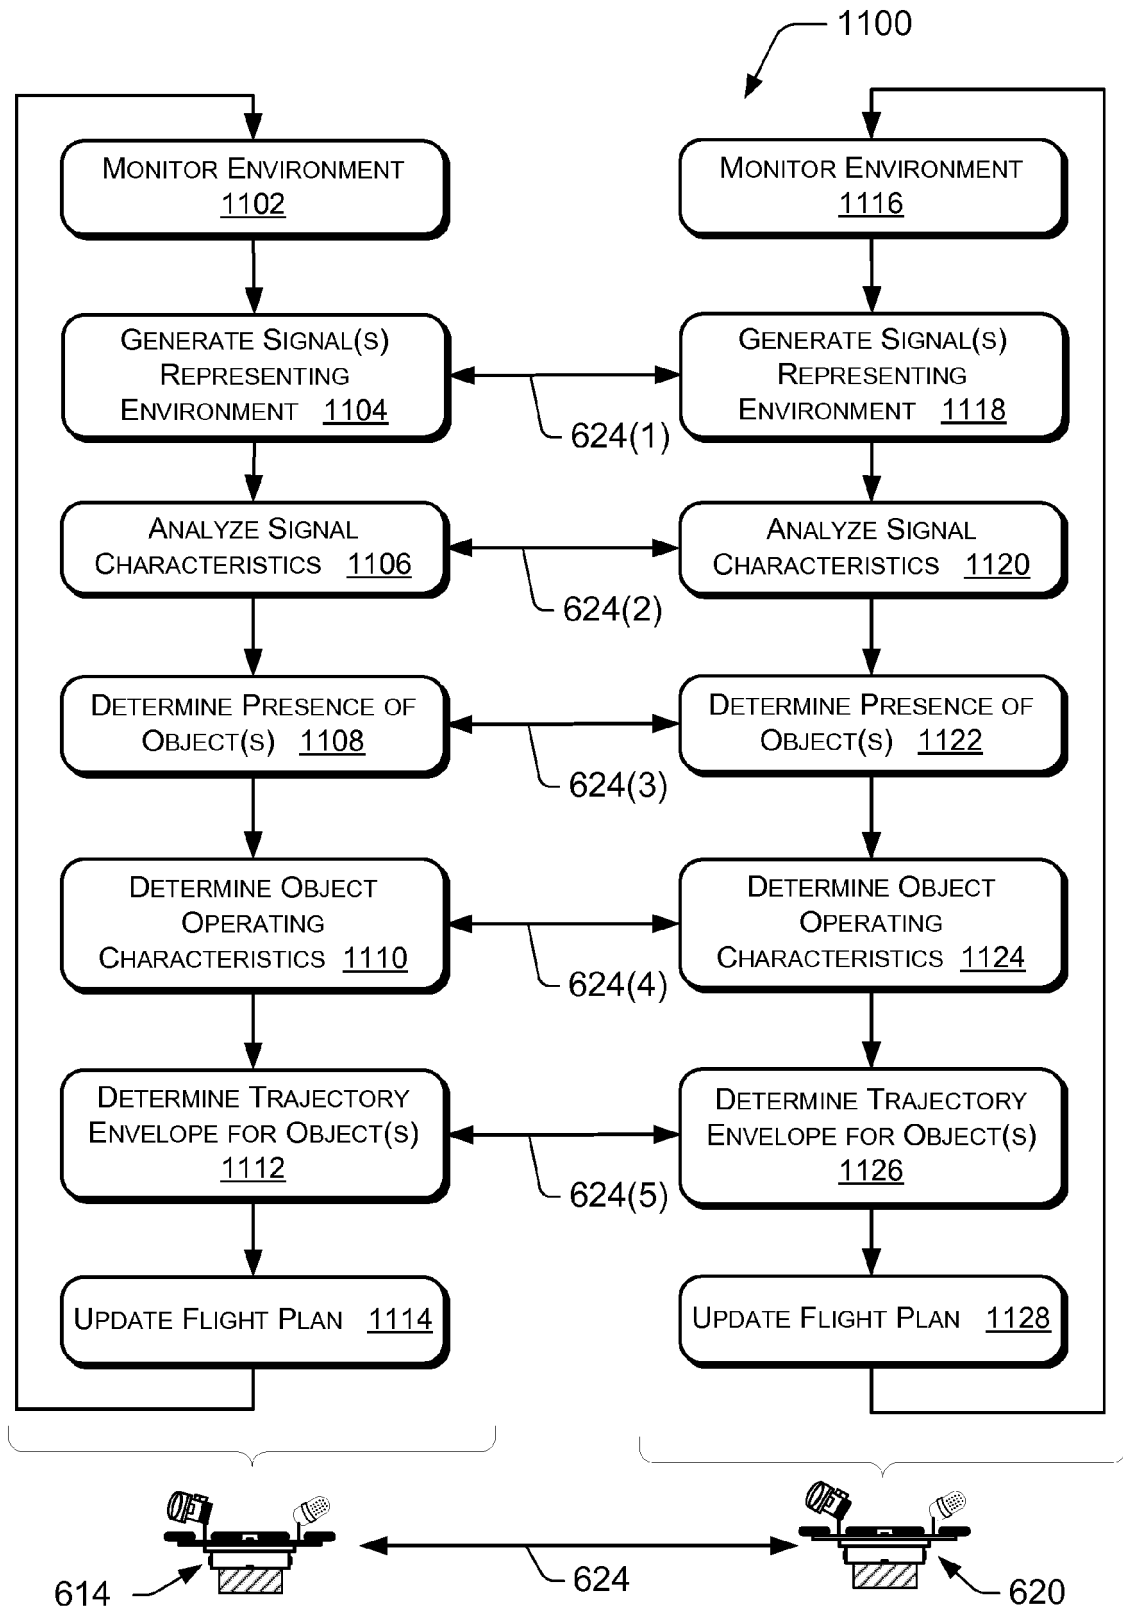 1100
MONITOR ENVIRONMENT
1102
GENERATE SIGNAL(S)
REPRESENTING
ENVIRONMENT 1104
ANALYZE SIGNAL
CHARACTERISTICS 1106
DETERMINE PRESENCE OF
OBJECT(S) 1108
DETERMINE OBJECT
OPERATING
CHARACTERISTICS 1110
DETERMINE TRAJECTORY
ENVELOPE FOR OBJECT(S)
1112
UPDATE FLIGHT PLAN 1114
624(1)
624(2)
624(3)
624(4)
624(5)
MONITOR ENVIRONMENT
1116
GENERATE SIGNAL(S)
REPRESENTING
ENVIRONMENT 1118
ANALYZE SIGNAL
CHARACTERISTICS 1120
DETERMINE PRESENCE OF
OBJECT(S) 1122
DETERMINE OBJECT
OPERATING
CHARACTERISTICS 1124
DETERMINE TRAJECTORY
ENVELOPE FOR OBJECT(S)
1126
UPDATE FLIGHT PLAN 1128
614
624
620